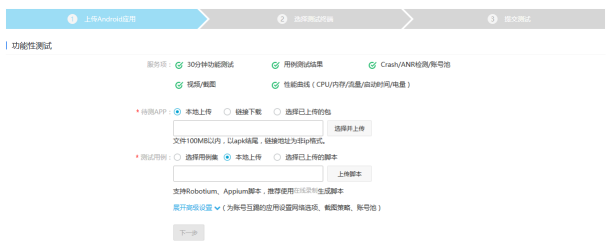 1 上传Android应用
2 选择测试终端
3 提交测试
功能性测试
服务项： 30分钟功能测试 用例测试结果 Crash/ANR检测/账号池
视频/截图 性能曲线（CPU/内存/流量/启动时间/电量）
* 待测APP： 本地上传 链接下载 选择已上传的包
选择并上传
文件100MB以内，以apk结尾，链接地址为非ip格式。
* 测试用例： 选择用例集 本地上传 选择已上传的脚本
上传脚本
支持Robotium、Appium脚本，推荐使用在线录制生成脚本
展开高级设置（为账号互踢的应用设置网络选项、截图策略、账号池）
下一步